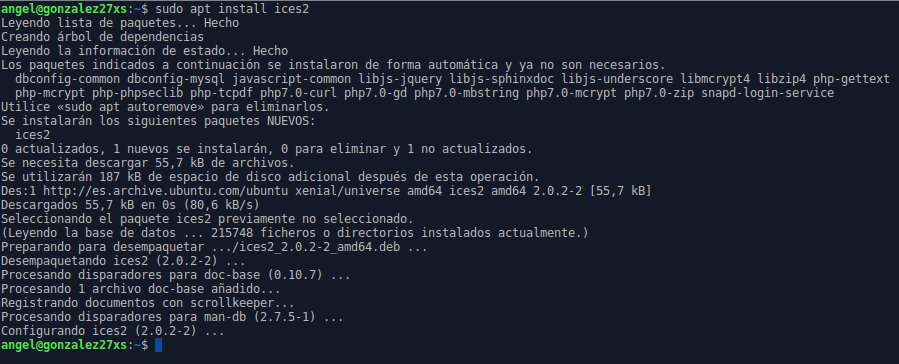 angel@gonzalez27xs:~$ sudo apt install ices2
Leyendo lista de paquetes... Hecho
Creando árbol de dependencias
Leyendo la información de estado... Hecho
Los paquetes indicados a continuación se instalaron de forma automática y ya no son necesarios.
  dbconfig-common dbconfig-mysql javascript-common libjs-jquery libjs-sphinxdoc libjs-underscore libmcrypt4 libzip4 php-gettext
  php-mcrypt php-phpseclib php-tcpdf php7.0-curl php7.0-gd php7.0-mbstring php7.0-mcrypt php7.0-zip snapd-login-service
Utilice «sudo apt autoremove» para eliminarlos.
Se instalarán los siguientes paquetes NUEVOS:
  ices2
0 actualizados, 1 nuevos se instalarán, 0 para eliminar y 1 no actualizados.
Se necesita descargar 55,7 kB de archivos.
Se utilizarán 187 kB de espacio de disco adicional después de esta operación.
Des:1 http://es.archive.ubuntu.com/ubuntu xenial/universe amd64 ices2 amd64 2.0.2-2 [55,7 kB]
Descargados 55,7 kB en 0s (80,6 kB/s)
Seleccionando el paquete ices2 previamente no seleccionado.
(Leyendo la base de datos ... 215748 ficheros o directorios instalados actualmente.)
Preparando para desempaquetar .../ices2_2.0.2-2_amd64.deb ...
Desempaquetando ices2 (2.0.2-2) ...
Procesando disparadores para doc-base (0.10.7) ...
Procesando 1 archivo doc-base añadido...
Registrando documentos con scrollkeeper...
Procesando disparadores para man-db (2.7.5-1) ...
Configurando ices2 (2.0.2-2) ...
angel@gonzalez27xs:~$